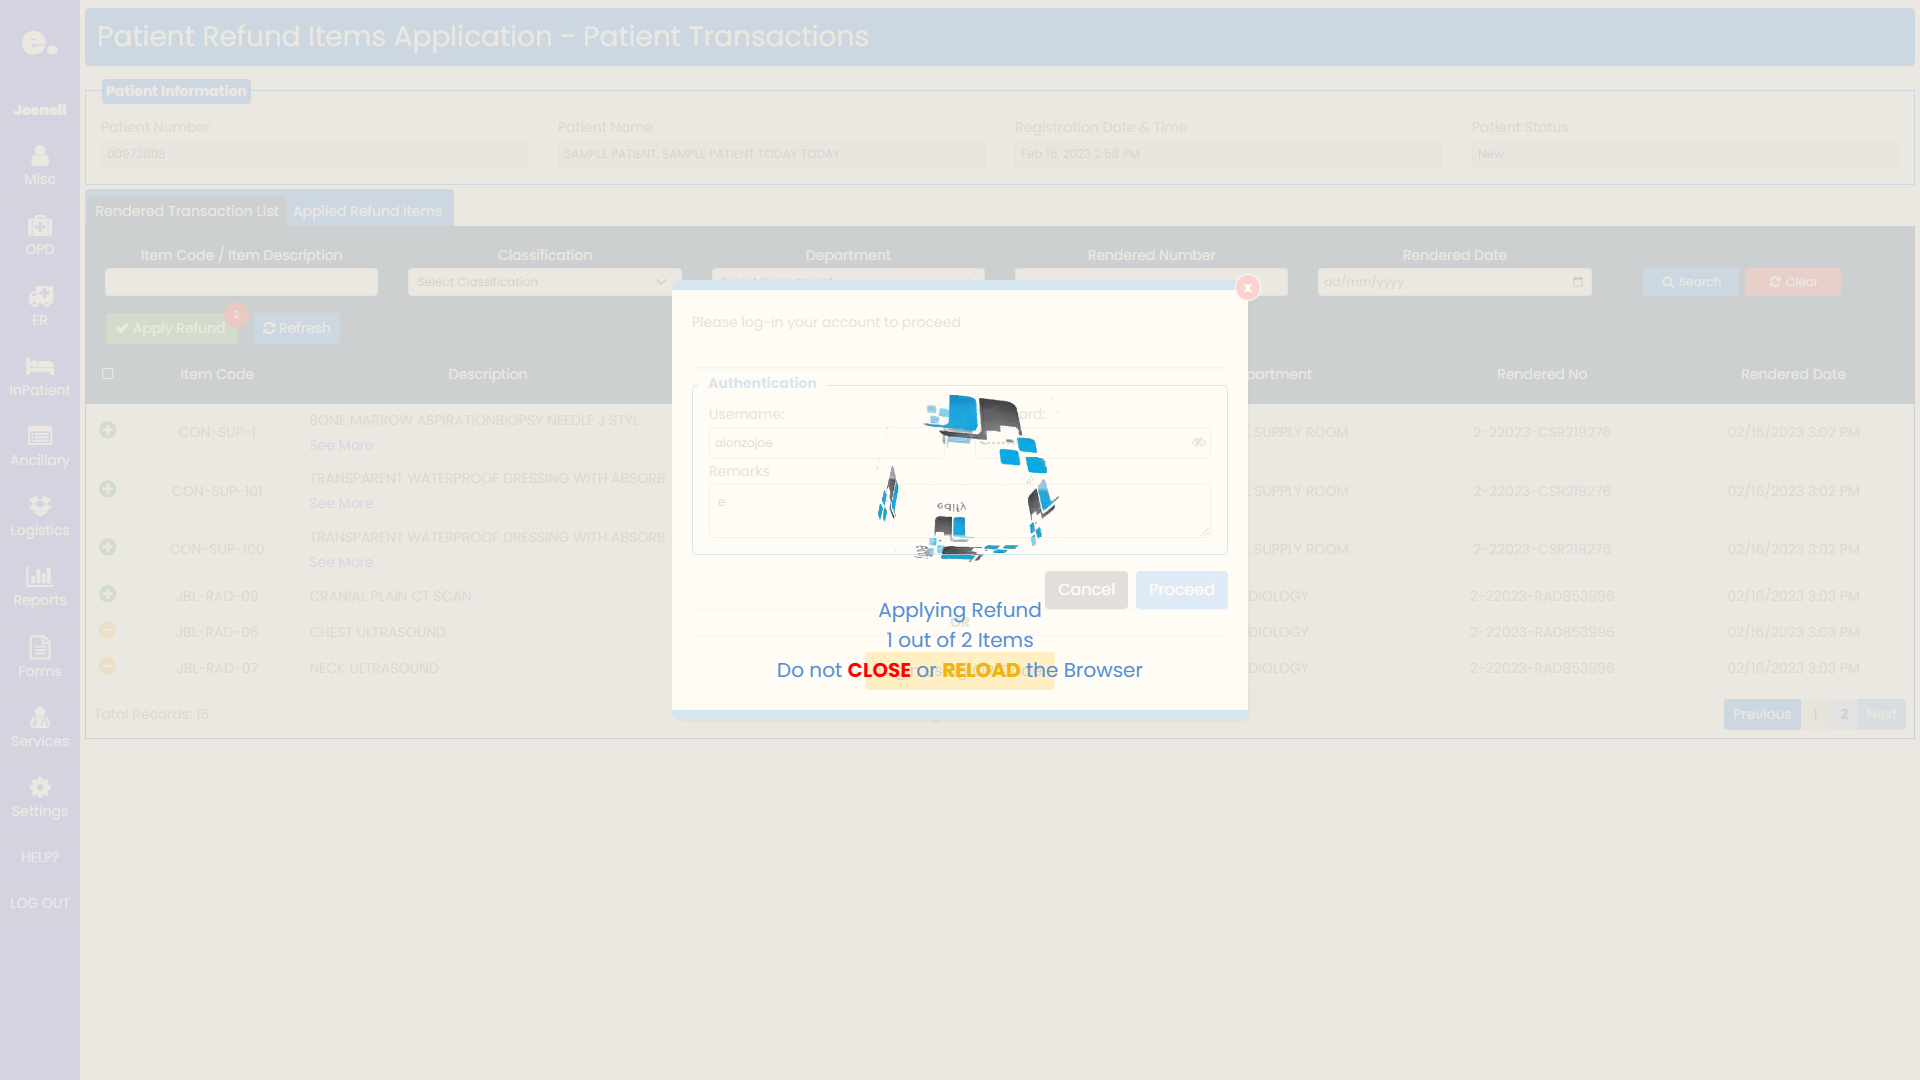 e.
Patient Refund Items Application - Patient Transactions
Joenell
Misc
OPD
ER
InPatient
Ancillary
Logistics
Reports
Forms
Services
Settings
HELP?
LOG OUT
Patient Information
Patient Number
Patient Name
Registration Date & Time
Patient Status
00973808
SAMPLE PATIENT, SAMPLE PATIENT TODAY TODAY
Feb 16, 2023 2:58 PM
New
Rendered Transaction List
Applied Refund Items
Item Code / Item Description
Classification
Department
Rendered Number
Rendered Date
Select Classification
dd/mm/yyyy
Search
Clear
Apply Refund
2
Refresh
Item Code
Description
Rendered No
Rendered Date
CON-SUP-1
BONE MARROW ASPIRATIONBIOPSY NEEDLE J STYL
See More
SUPPLY ROOM
2-22023-CSR219276
02/16/2023 3:02 PM
CON-SUP-101
TRANSPARENT WATERPROOF DRESSING WITH ABSORB
See More
SUPPLY ROOM
2-22023-CSR219276
02/16/2023 3:02 PM
CON-SUP-100
TRANSPARENT WATERPROOF DRESSING WITH ABSORB
See More
SUPPLY ROOM
2-22023-CSR219276
02/16/2023 3:02 PM
JBL-RAD-09
CRANIAL PLAIN CT SCAN
DIOLOGY
2-22023-RAD853996
03/16/2023 3:03 PM
JBL-RAD-06
CHEST ULTRASOUND
DIOLOGY
2-22023-RAD853996
02/16/2023 3:03 PM
JBL-RAD-07
NECK ULTRASOUND
DIOLOGY
2-22023-RAD853996
02/16/2023 3:03 PM
Total Records: 16
Previous
1
2
Next
x
Please log-in your account to proceed
Authentication
Username:
alonzojoe
Remarks
e
edify
Cancel
Proceed
OR
Applying Refund
1 out of 2 Items
Do not CLOSE or RELOAD the Browser